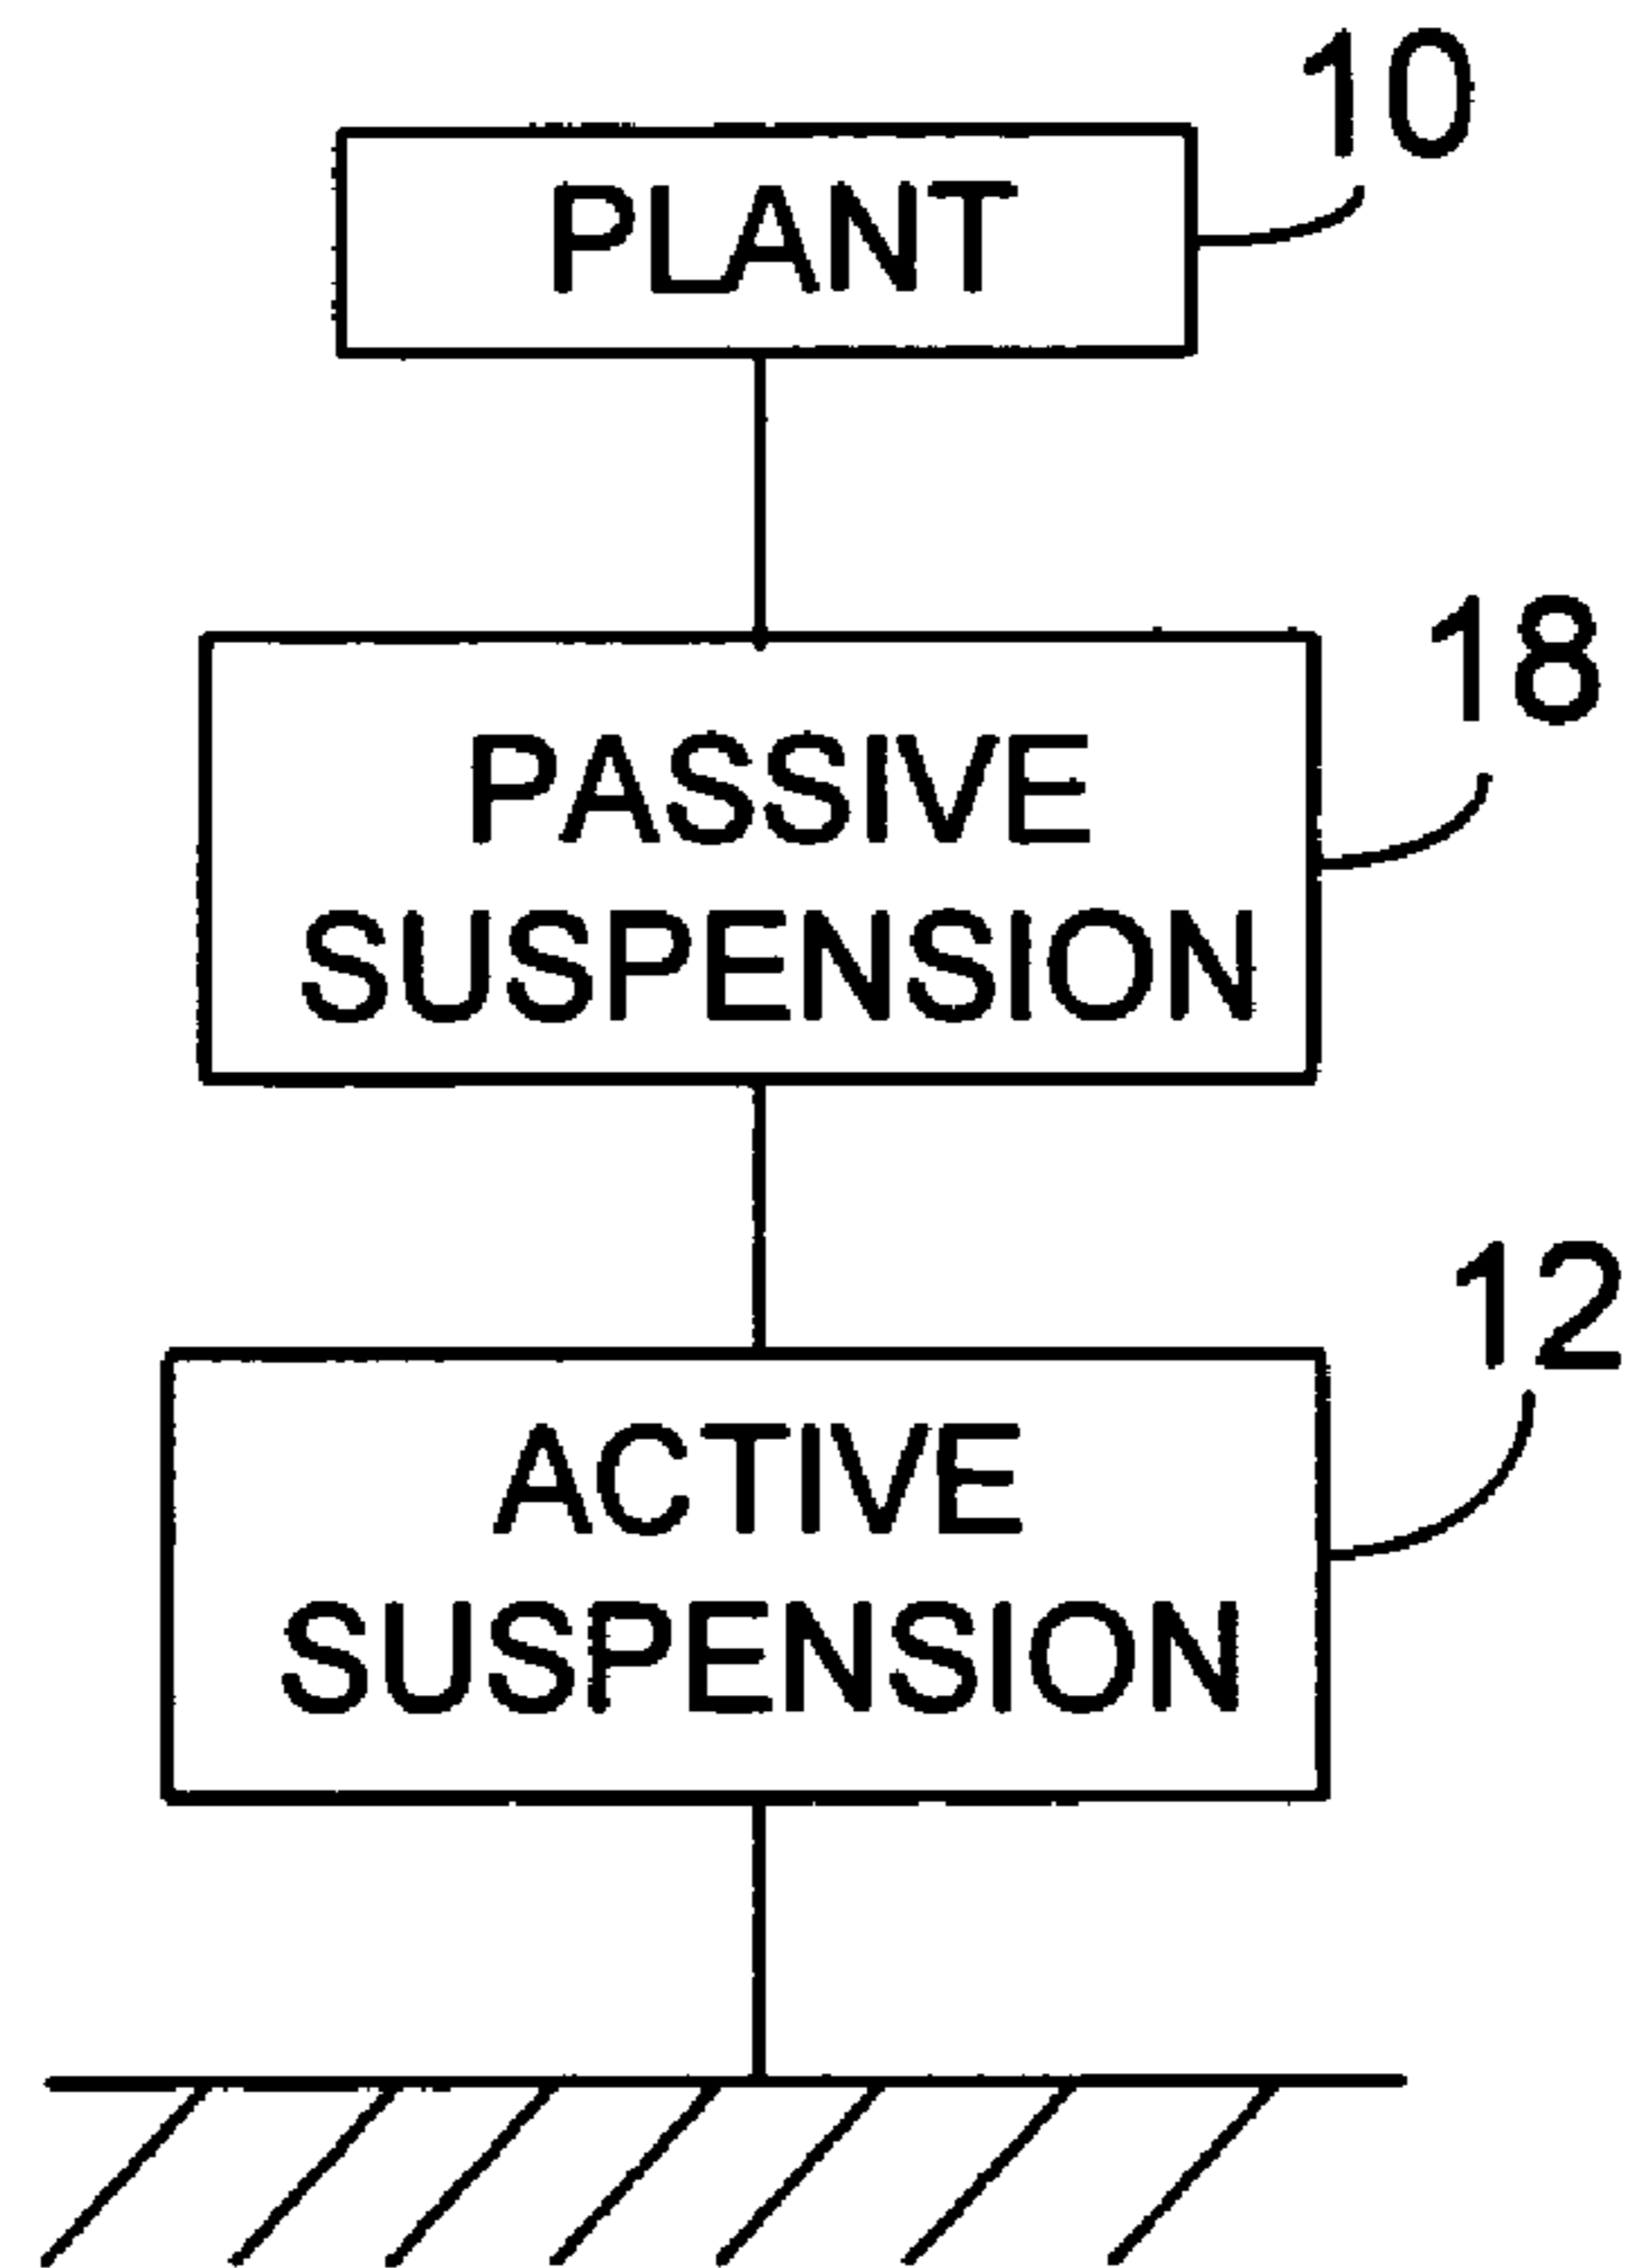 10
PLANT
18
PASSIVE
SUSPENSION
12
ACTIVE
SUSPENSION